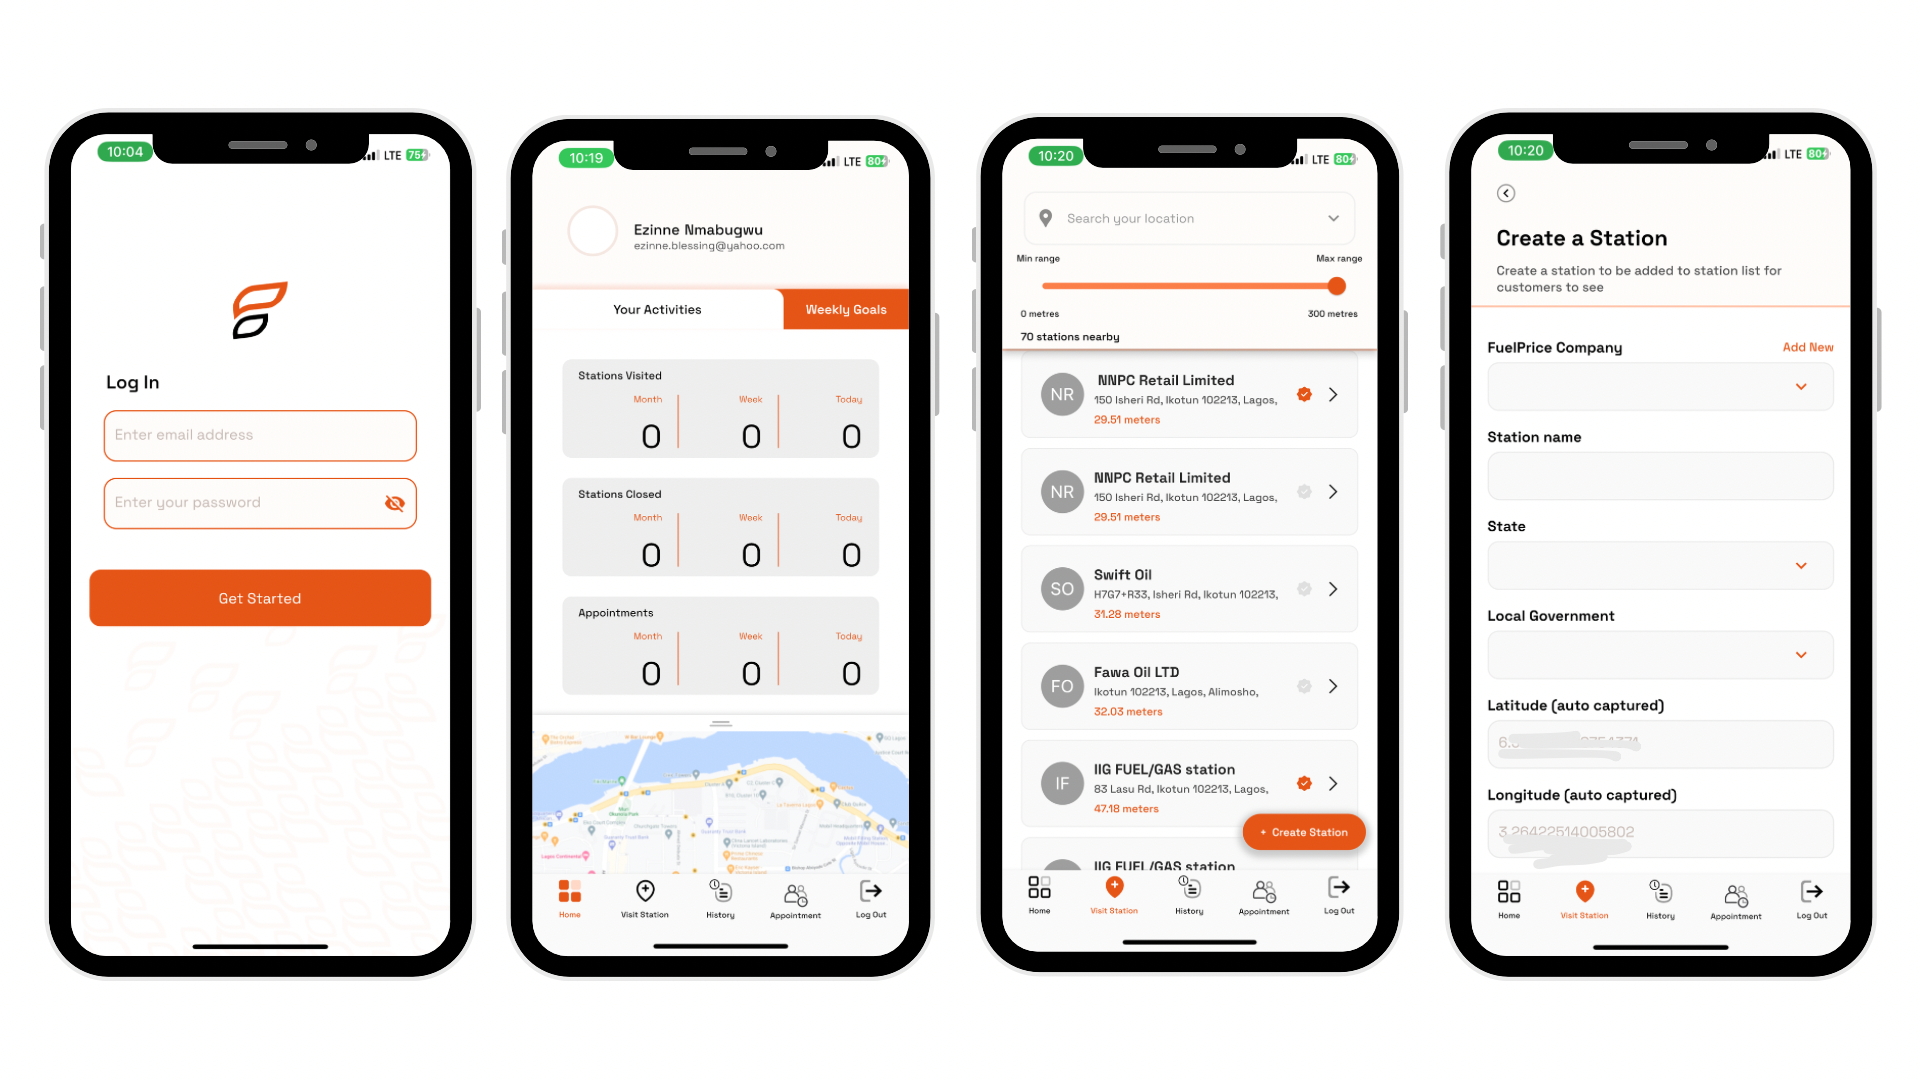 10:04
LTE 75
Log In
Enter email address
Enter your password
Get Started
10:19
LTE 80
Ezinne Nmabugwu
ezinne.blessing@yahoo.com
Your Activities
Weekly Goals
Stations Visited
Month Week Today
0 0 0
Stations Closed
Month Week Today
0 0 0
Appointments
Month Week Today
0 0 0
Home
Visit Station
History
Appointment
Log Out
10:20
LTE 80
Search your location
Min range
Max range
0 metres
300 metres
70 stations nearby
NR
NNPC Retail Limited
150 Isheri Rd, Ikotun 102213, Lagos,
29.51 meters
NR
NNPC Retail Limited
150 Isheri Rd, Ikotun 102213, Lagos,
29.51 meters
SO
Swift Oil
H7G7+R33, Isheri Rd, Ikotun 102213,
31.28 meters
FO
Fawa Oil LTD
Ikotun 102213, Lagos, Alimosho,
32.03 meters
IF
IIG FUEL/GAS station
83 Lasu Rd, Ikotun 102213, Lagos,
47.18 meters
+ Create Station
IIG FUEL/GAS station
Home
Visit Station
History
Appointment
Log Out
10:20
LTE 80
Create a Station
Create a station to be added to station list for
customers to see
FuelPrice Company
Add New
Station name
State
Local Government
Latitude (auto captured)
Longitude (auto captured)
3.26422514005802
Home
Visit Station
History
Appointment
Log Out